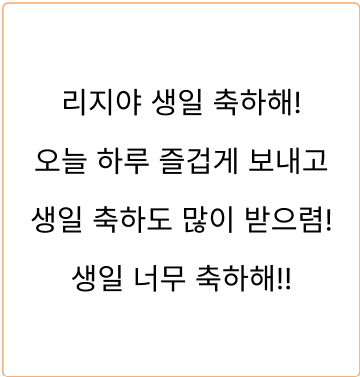 리지야 생일 축하해!
오늘 하루 즐겁게 보내고
생일 축하도 많이 받으렴!
생일 너무 축하해!!